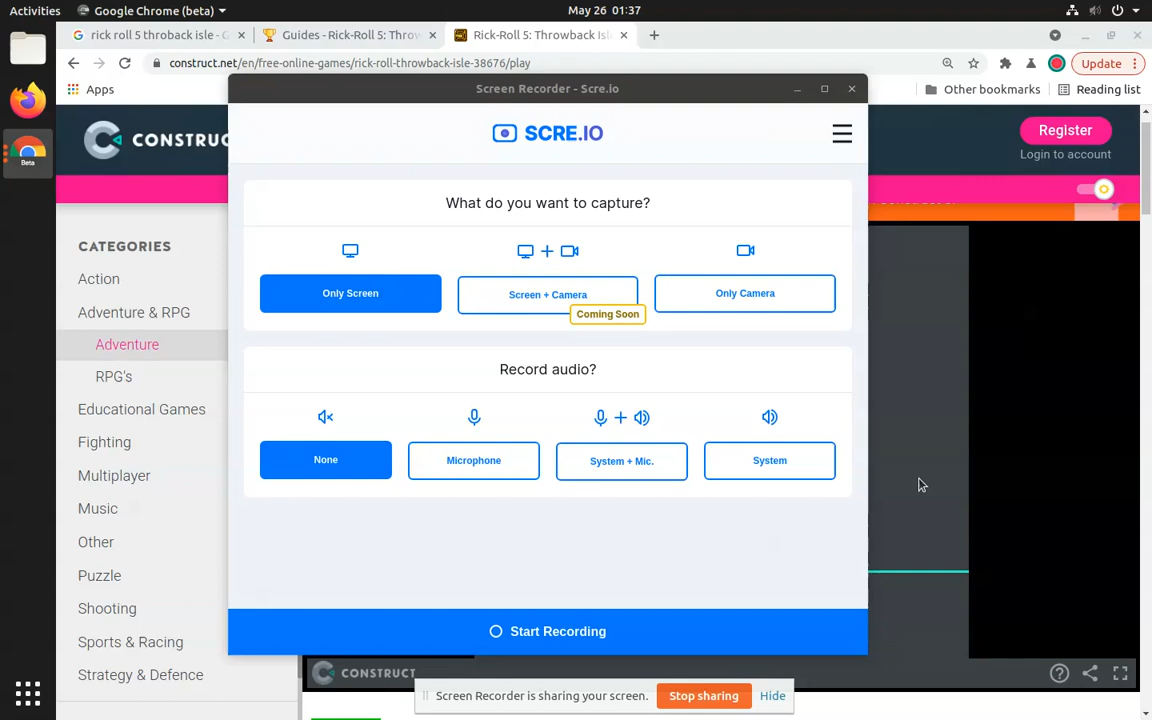 Activities
Google Chrome (beta)
May 26 01:37
rick roll 5 throback isle - G
Guides - Rick-Roll 5: Throw
Rick-Roll 5: Throwback Isl
construct.net/en/free-online-games/rick-roll-throwback-isle-38676/play
Update
Apps
Other bookmarks
Reading list
Screen Recorder - Scre.io
SCRE.IO
CONSTRUC
Register
Login to account
What do you want to capture?
Only Screen
Screen + Camera
Only Camera
Coming Soon
Record audio?
None
Microphone
System + Mic.
System
Start Recording
Beta
CATEGORIES
Action
Adventure & RPG
Adventure
RPG's
Educational Games
Fighting
Multiplayer
Music
Other
Puzzle
Shooting
Sports & Racing
Strategy & Defence
CONSTRUCT
Screen Recorder is sharing your screen.
Stop sharing
Hide